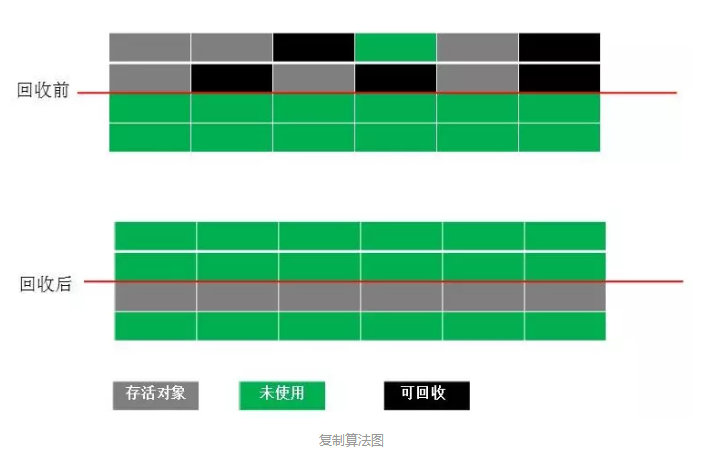 回收前
回收后
存活对象
未使用
可回收
复制算法图